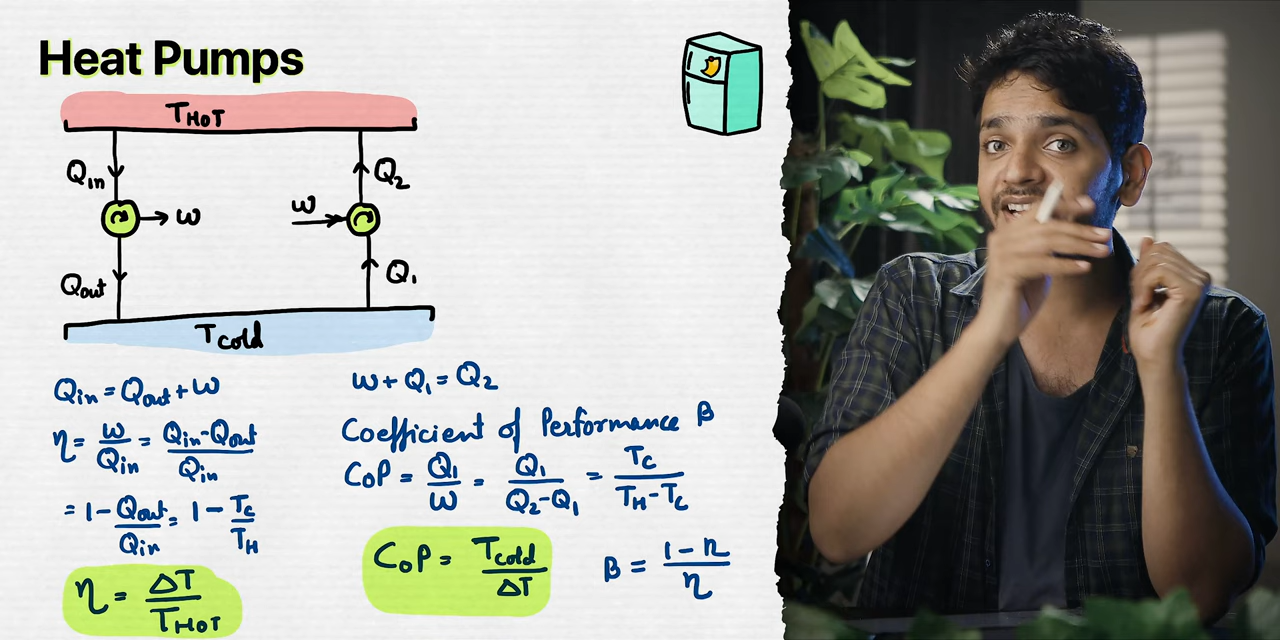 Heat Pumps
THOT
Qin
W
W
Q2
Qout
Q1
Tcold
Qin = Qout + W
η = W/Qin = Qin-Qout/Qin
= 1 - Qout/Qin = 1 - Tc/TH
η = ΔT/THOT
W + Q1 = Q2
Coefficient of Performance β
CoP = Q1/W = Q1/Q2-Q1 = Tc/TH-Tc
CoP = Tcold/ΔT
β = 1-η/η